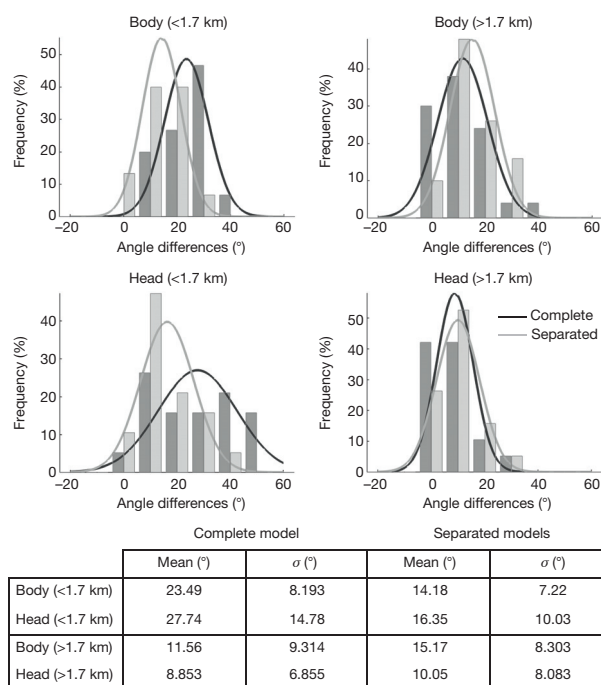 Body (<1.7 km)
Frequency (%)
50
40
30
20
10
0
−20 0 20 40 60
Angle differences (°)
Body (>1.7 km)
Frequency (%)
40
30
20
10
−20 0 20 40 60
Angle differences (°)
Head (<1.7 km)
Frequency (%)
40
30
20
10
0
−20 0 20 40 60
Angle differences (°)
Head (>1.7 km)
Frequency (%)
50
40
30
20
10
0
−20 0 20 40 60
Angle differences (°)
Complete
Separated
Complete model Separated models
Mean (°) σ (°) Mean (°) σ (°)
Body (<1.7 km) 23.49 8.193 14.18 7.22
Head (<1.7 km) 27.74 14.78 16.35 10.03
Body (>1.7 km) 11.56 9.314 15.17 8.303
Head (>1.7 km) 8.853 6.855 10.05 8.083